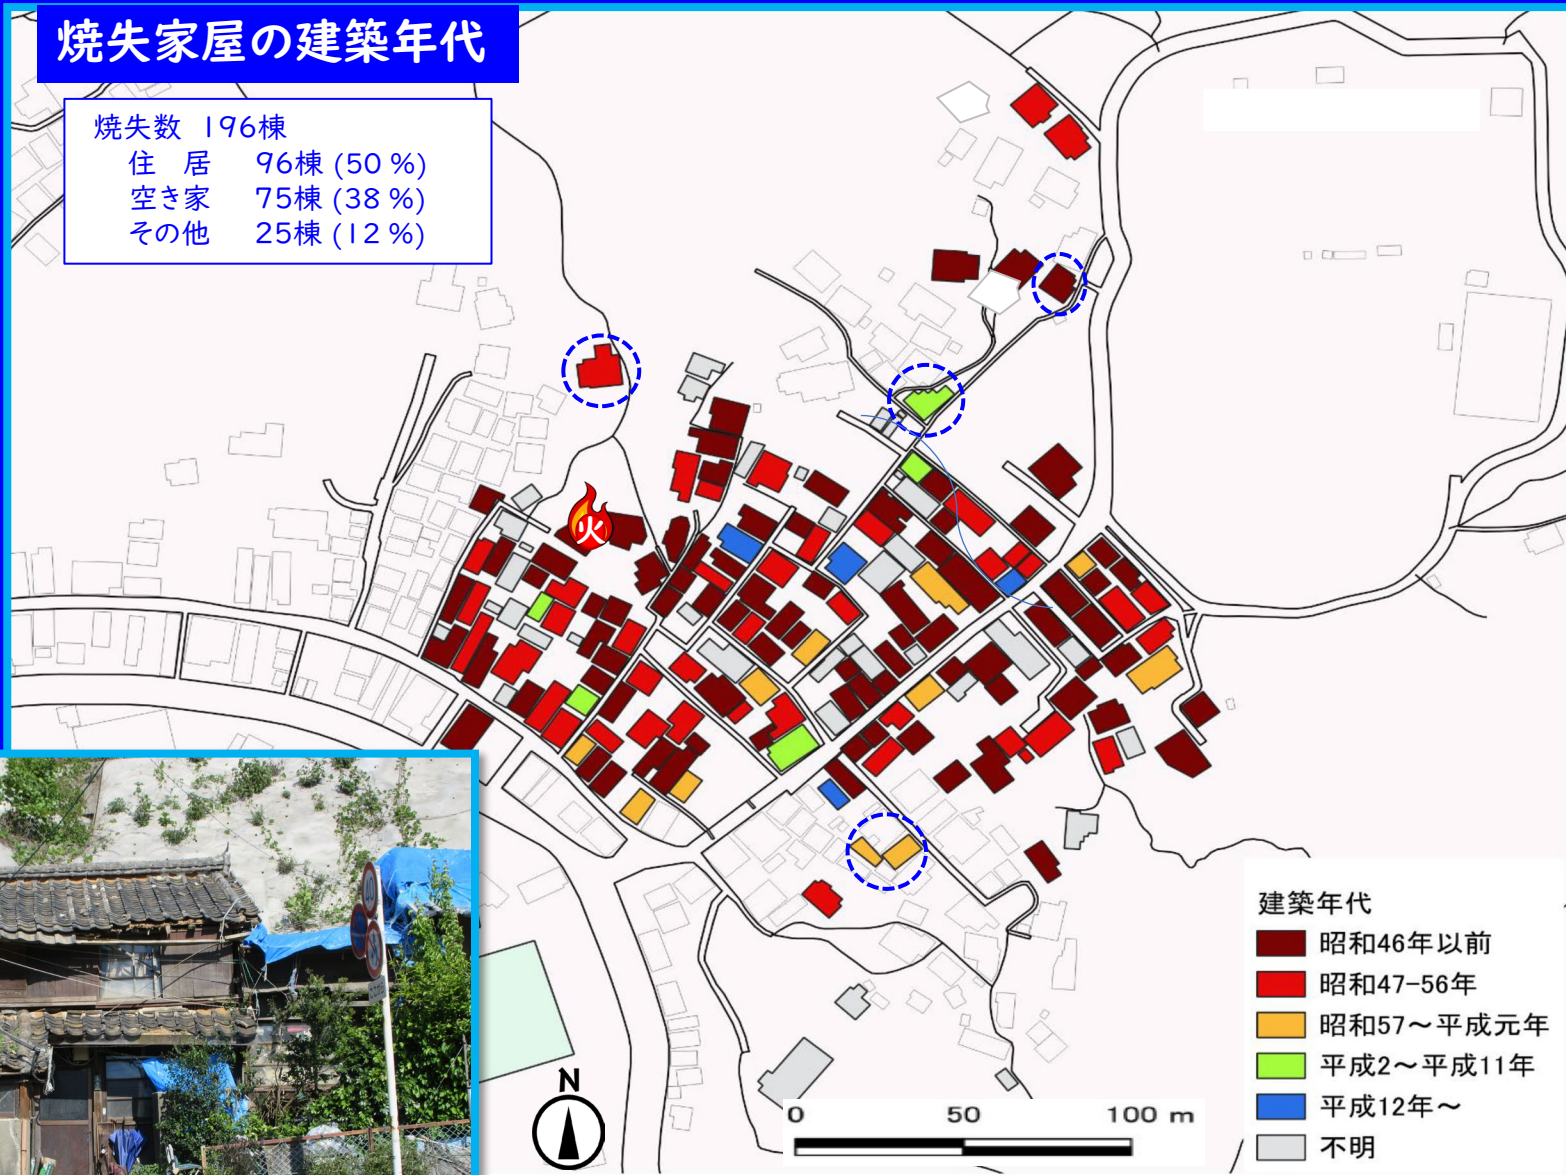 焼失家屋の建築年代
焼失数 196棟
住 居 96棟 (50 %)
空き家 75棟 (38 %)
その他 25棟 (12 %)
火
建築年代
昭和46年以前
昭和47-56年
昭和57～平成元年
平成2～平成11年
平成12年～
不明
N
0 50 100 m
40